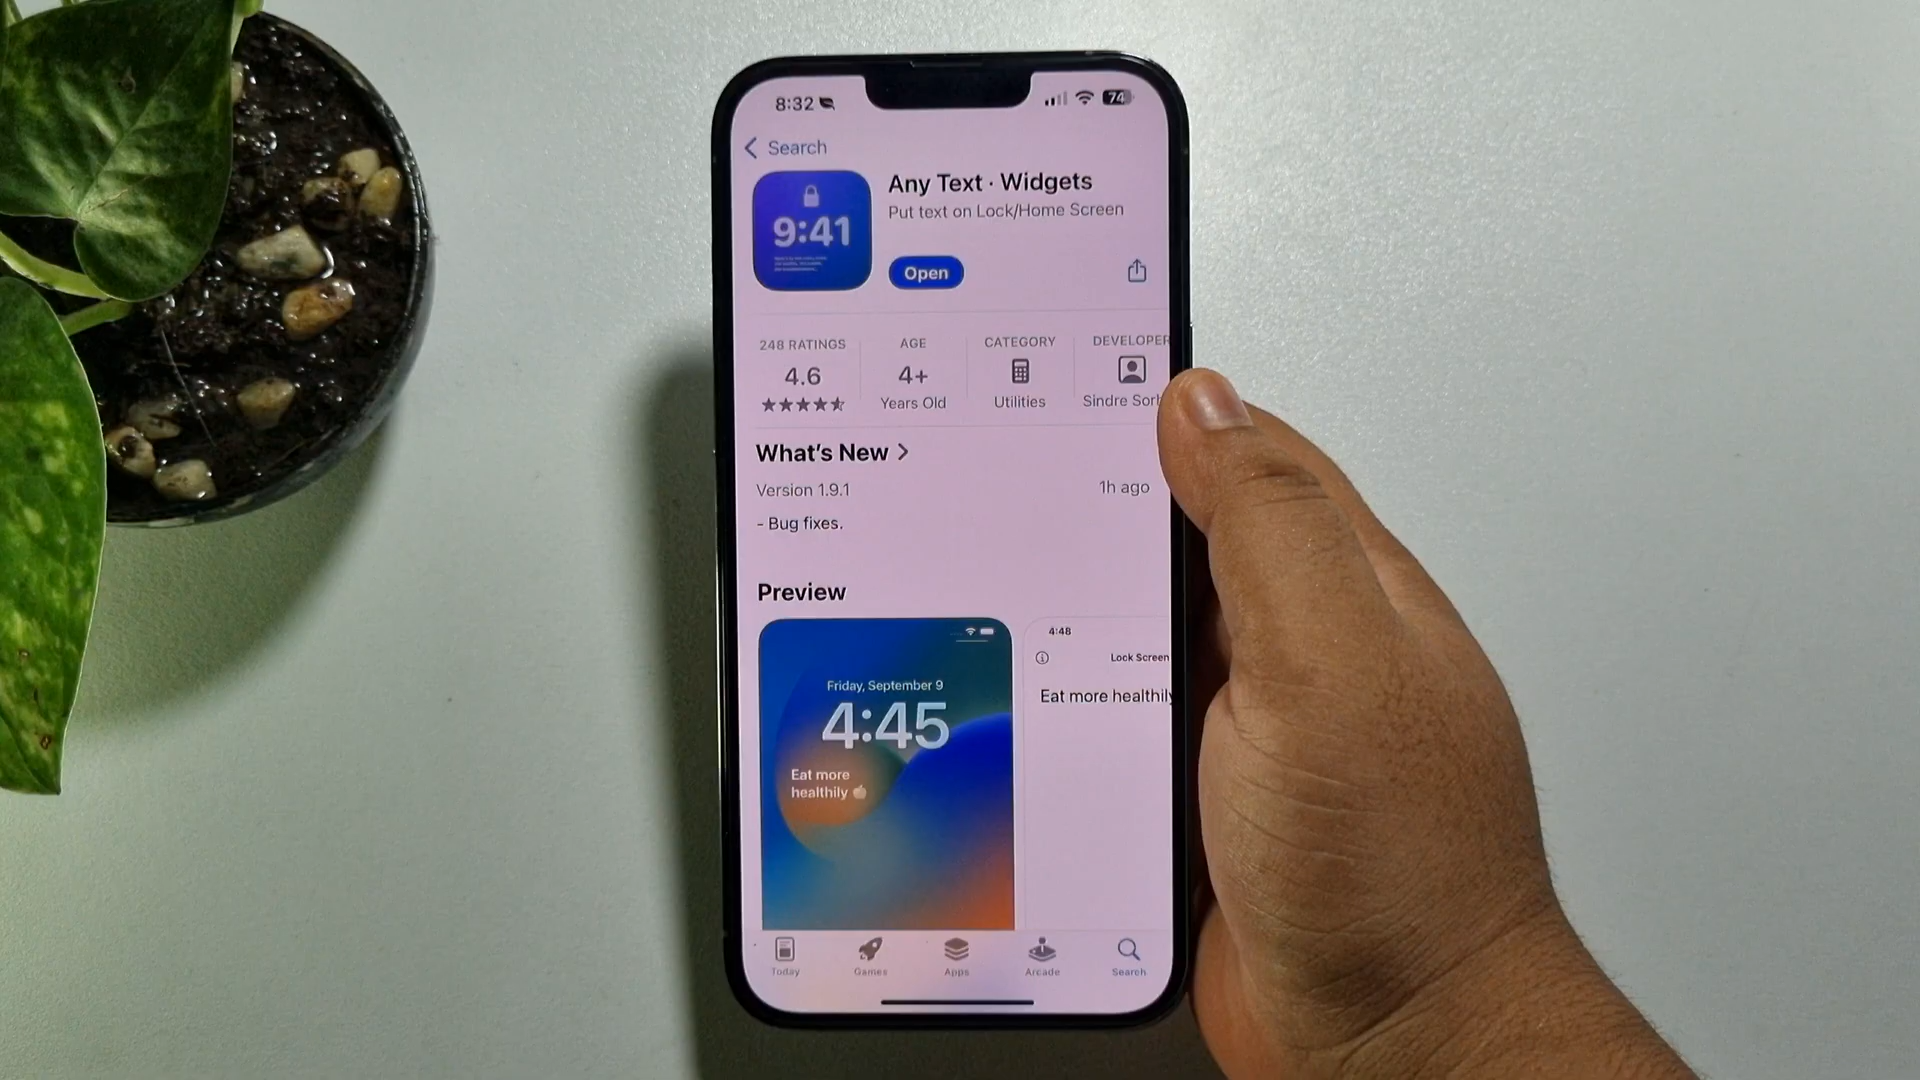 8:32
74
Search
9:41
Any Text · Widgets
Put text on Lock/Home Screen
Open
248 RATINGS
4.6
AGE
4+
Years Old
CATEGORY
Utilities
DEVELOPER
Sindre
What's New
Version 1.9.1
1h ago
- Bug fixes.
Preview
Friday, September 9
4:45
Eat more
healthily
4:48
Lock Screen
Eat more healthily
Today
Games
Apps
Arcade
Search